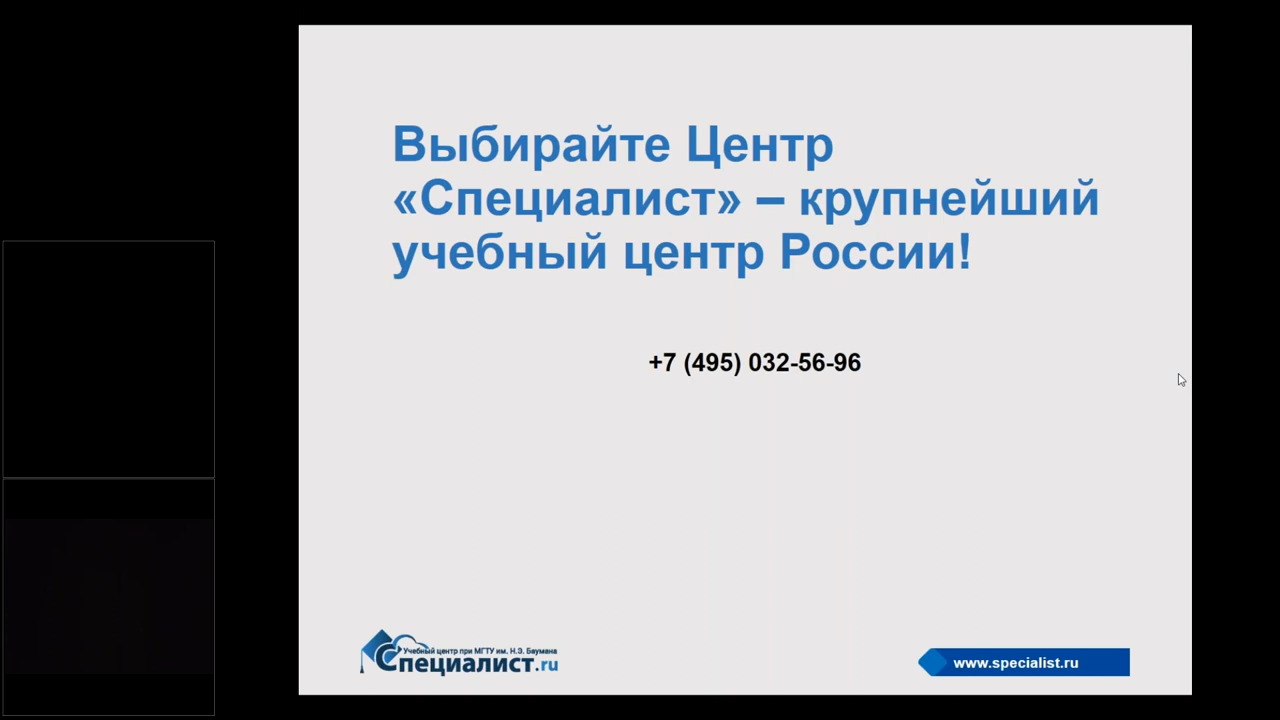 Выбирайте Центр
«Специалист» – крупнейший
учебный центр России!
+7 (495) 032-56-96
Учебный центр при МГТУ им. Н.Э. Баумана
Специалист.ru
www.specialist.ru